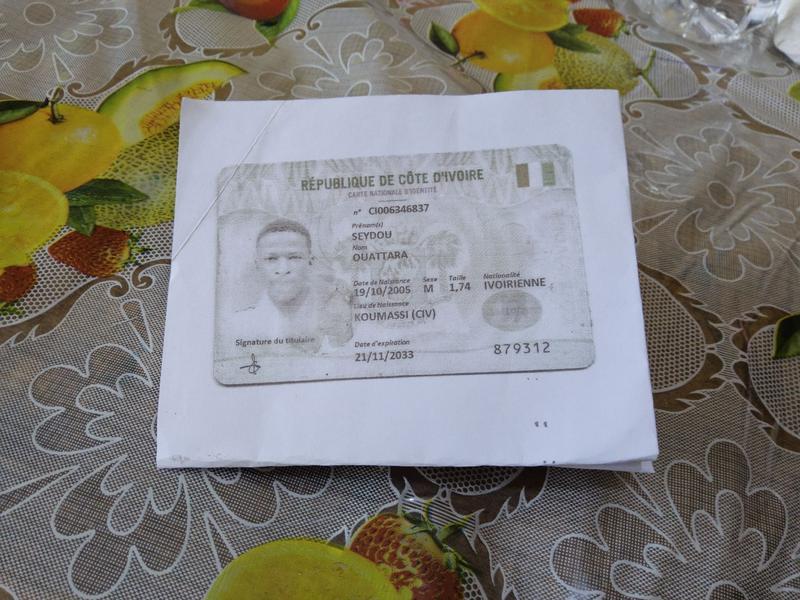 RÉPUBLIQUE DE CÔTE D'IVOIRE
CARTE NATIONALE D'IDENTITÉ
n° CI006346837
Prénom(s)
SEYDOU
Nom
OUATTARA
Date de Naissance Sexe Taille Nationalité
19/10/2005 M 1,74 IVOIRIENNE
Lieu de Naissance
KOUMASSI (CIV)
Signature du titulaire
Date d'expiration
21/11/2033
879312